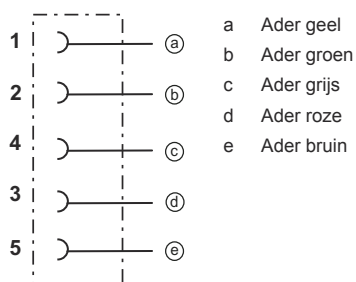 1 ⓐ
2 ⓑ
4 ⓒ
3 ⓓ
5 ⓔ
a Ader geel
b Ader groen
c Ader grijs
d Ader roze
e Ader bruin